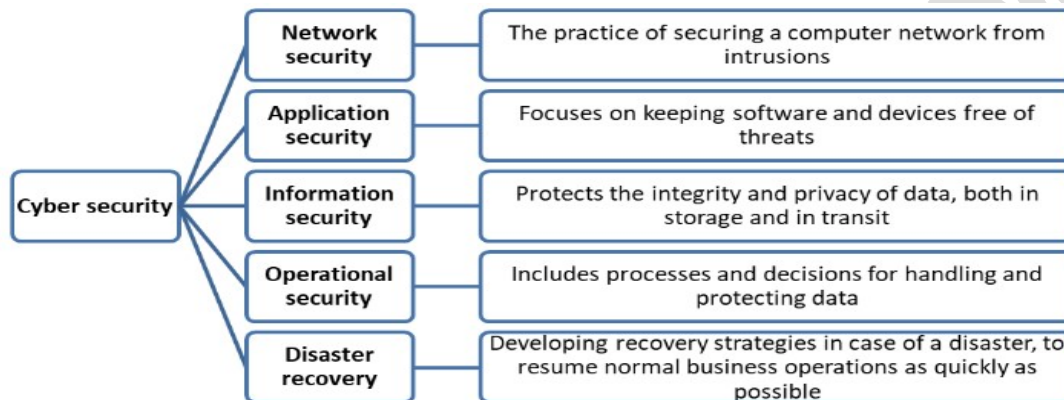 Network
security
The practice of securing a computer network from
intrusions
Application
security
Focuses on keeping software and devices free of
threats
Cyber security
Information
security
Protects the integrity and privacy of data, both in
storage and in transit
Operational
security
Includes processes and decisions for handling and
protecting data
Disaster
recovery
Developing recovery strategies in case of a disaster, to
resume normal business operations as quickly as
possible